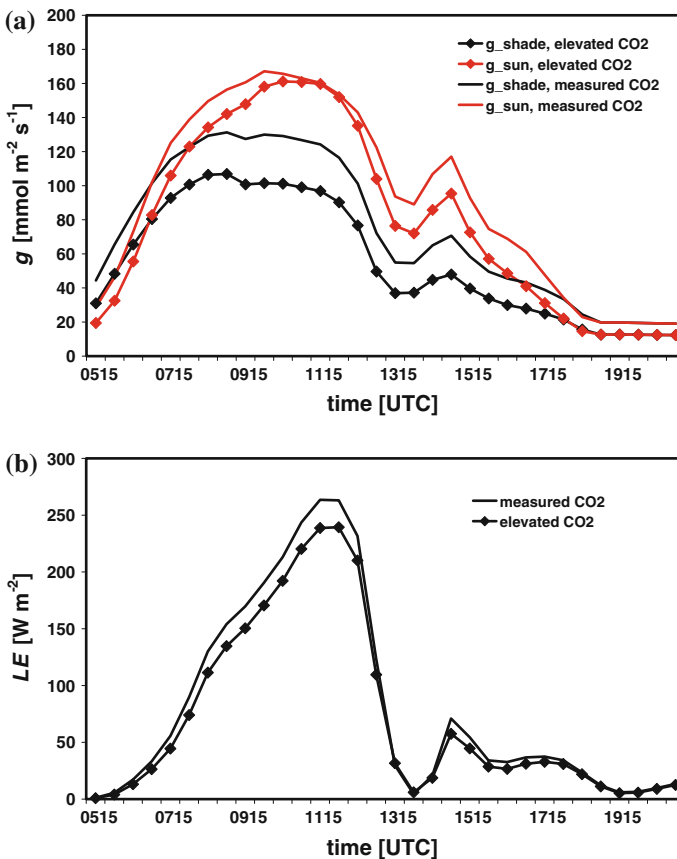 (a)
200
180
160
140
120
100
80
60
40
20
0
g [mmol m-2 s-1]
g_shade, elevated CO2
g_sun, elevated CO2
g_shade, measured CO2
g_sun, measured CO2
0515 0715 0915 1115 1315 1515 1715 1915
time [UTC]
(b)
300
250
200
150
100
50
0
LE [W m-2]
measured CO2
elevated CO2
0515 0715 0915 1115 1315 1515 1715 1915
time [UTC]